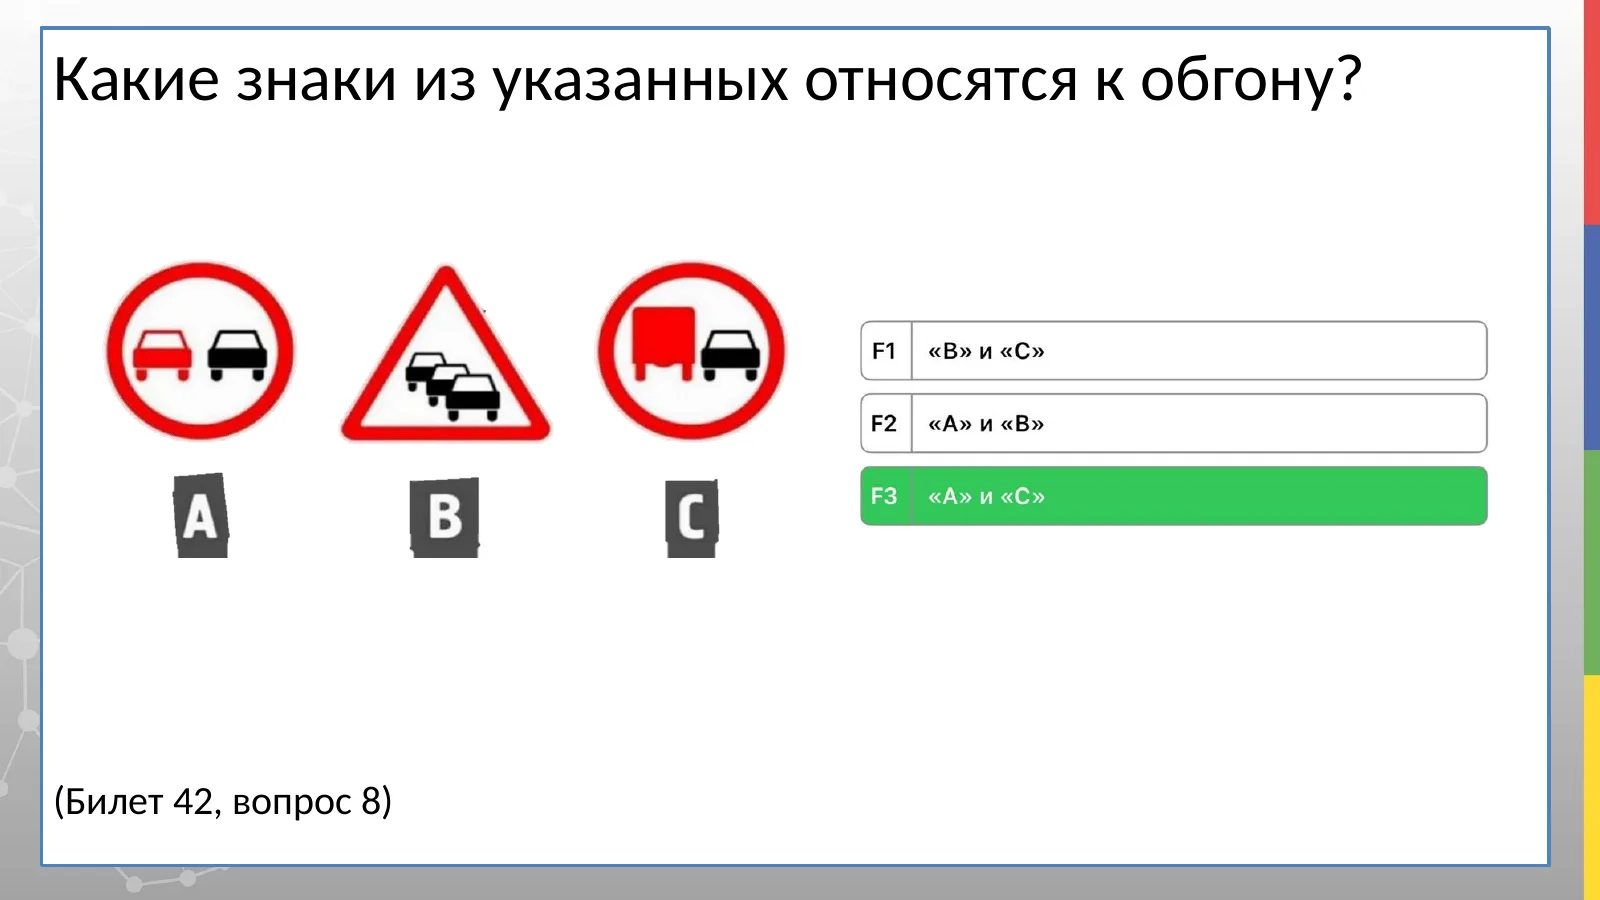 Какие знаки из указанных относятся к обгону?
A
B
C
F1 «В» и «С»
F2 «А» и «В»
F3 «А» и «С»
(Билет 42, вопрос 8)